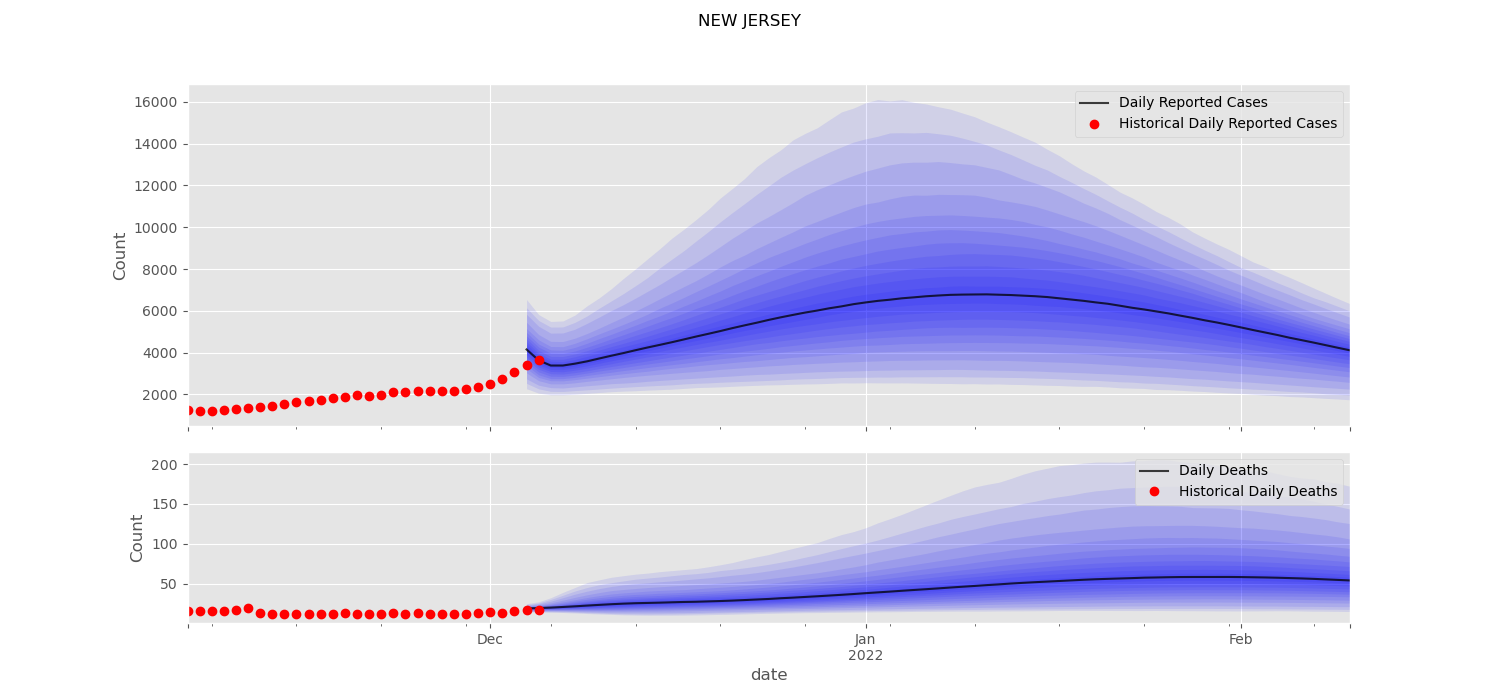 NEW JERSEY
16000
14000
12000
10000
8000
6000
4000
2000
Count
Daily Reported Cases
Historical Daily Reported Cases
200
150
100
50
Count
Daily Deaths
Historical Daily Deaths
Dec
Jan
2022
Feb
date